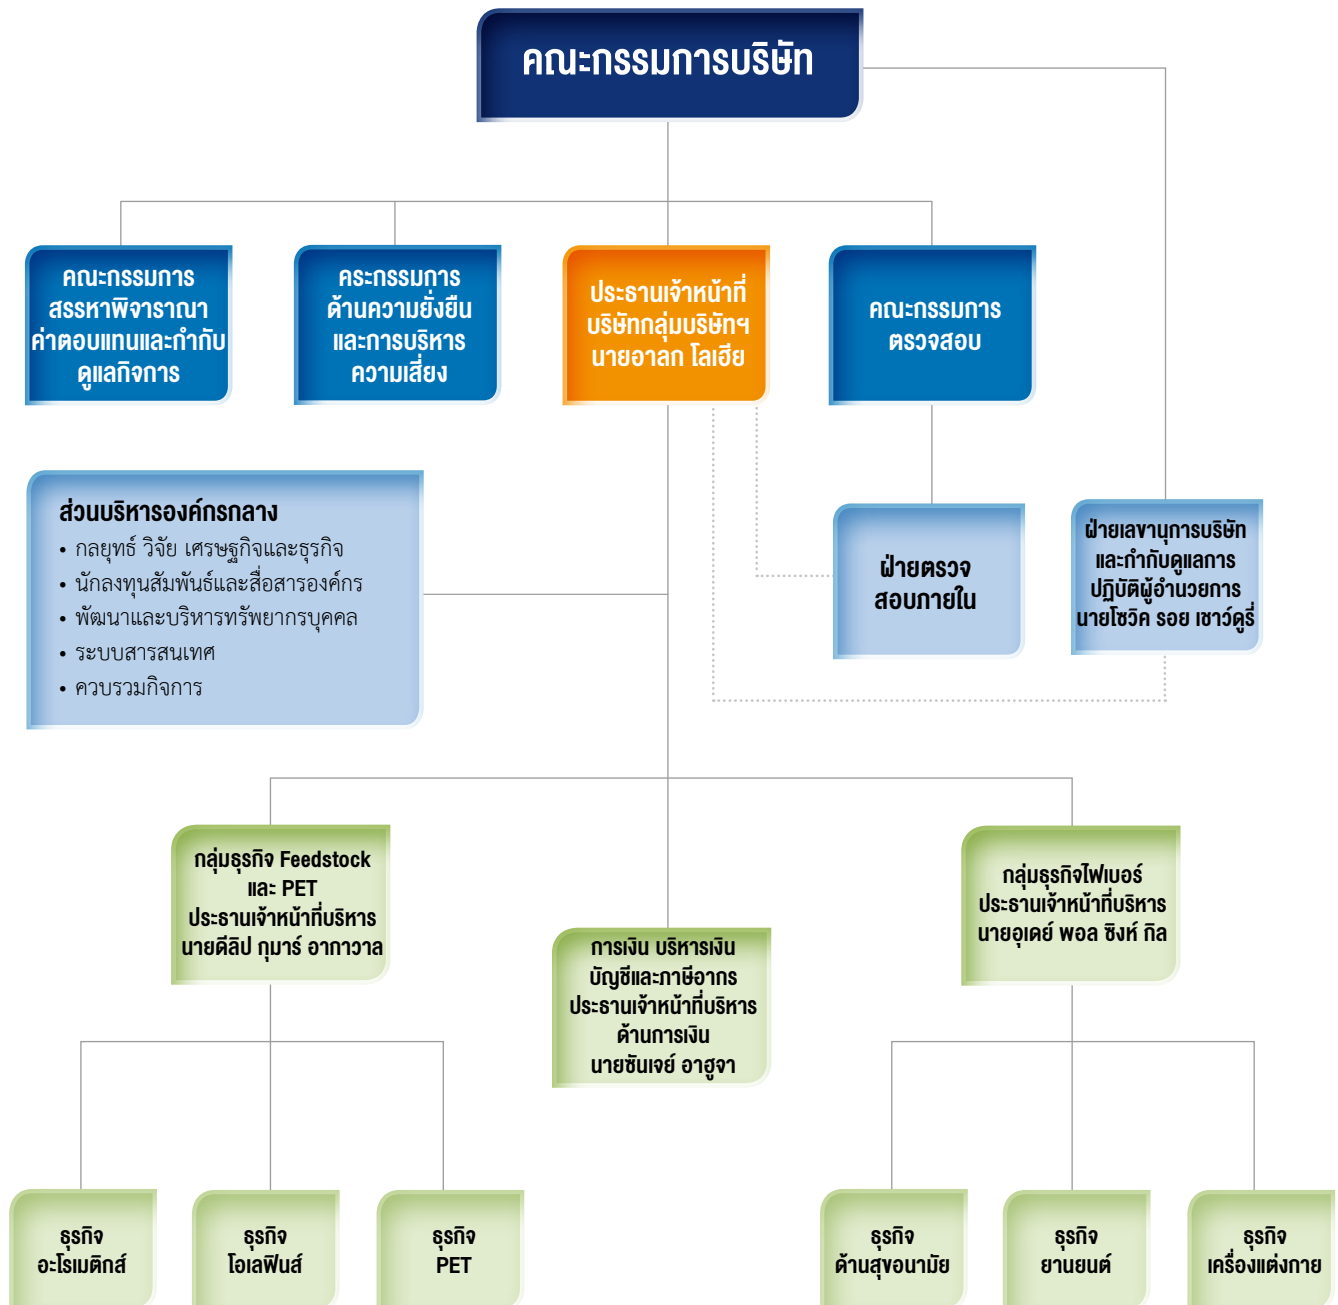 คณะกรรมการบริษัท
คณะกรรมการ
สรรหาพิจาราณา
ค่าตอบแทนและกำกับ
ดูแลกิจการ
คระกรรมการ
ด้านความยั่งยืน
และการบริหาร
ความเสี่ยง
ประธานเจ้าหน้าที่
บริษัทกลุ่มบริษัทฯ
นายอาลก โลเฮีย
คณะกรรมการ
ตรวจสอบ
ส่วนบริหารองค์กรกลาง
• กลยุทธ์ วิจัย เศรษฐกิจและธุรกิจ
• นักลงทุนสัมพันธ์และสื่อสารองค์กร
• พัฒนาและบริหารทรัพยากรบุคคล
• ระบบสารสนเทศ
• ควบรวมกิจการ
ฝ่ายตรวจ
สอบภายใน
ฝ่ายเลขานุการบริษัท
และกำกับดูแลการ
ปฏิบัติผู้อำนวยการ
นายโซวิค รอย เชาว์ดูรี่
กลุ่มธุรกิจ Feedstock
และ PET
ประธานเจ้าหน้าที่บริหาร
นายดีลิป กุมาร์ อากาวาล
การเงิน บริหารเงิน
บัญชีและภาษีอากร
ประธานเจ้าหน้าที่บริหาร
ด้านการเงิน
นายซันเจย์ อาฮูจา
กลุ่มธุรกิจไฟเบอร์
ประธานเจ้าหน้าที่บริหาร
นายอุเดย์ พอล ซิงห์ กิล
ธุรกิจ
อะโรเมติกส์
ธุรกิจ
โอเลฟินส์
ธุรกิจ
PET
ธุรกิจ
ด้านสุขอนามัย
ธุรกิจ
ยานยนต์
ธุรกิจ
เครื่องแต่งกาย